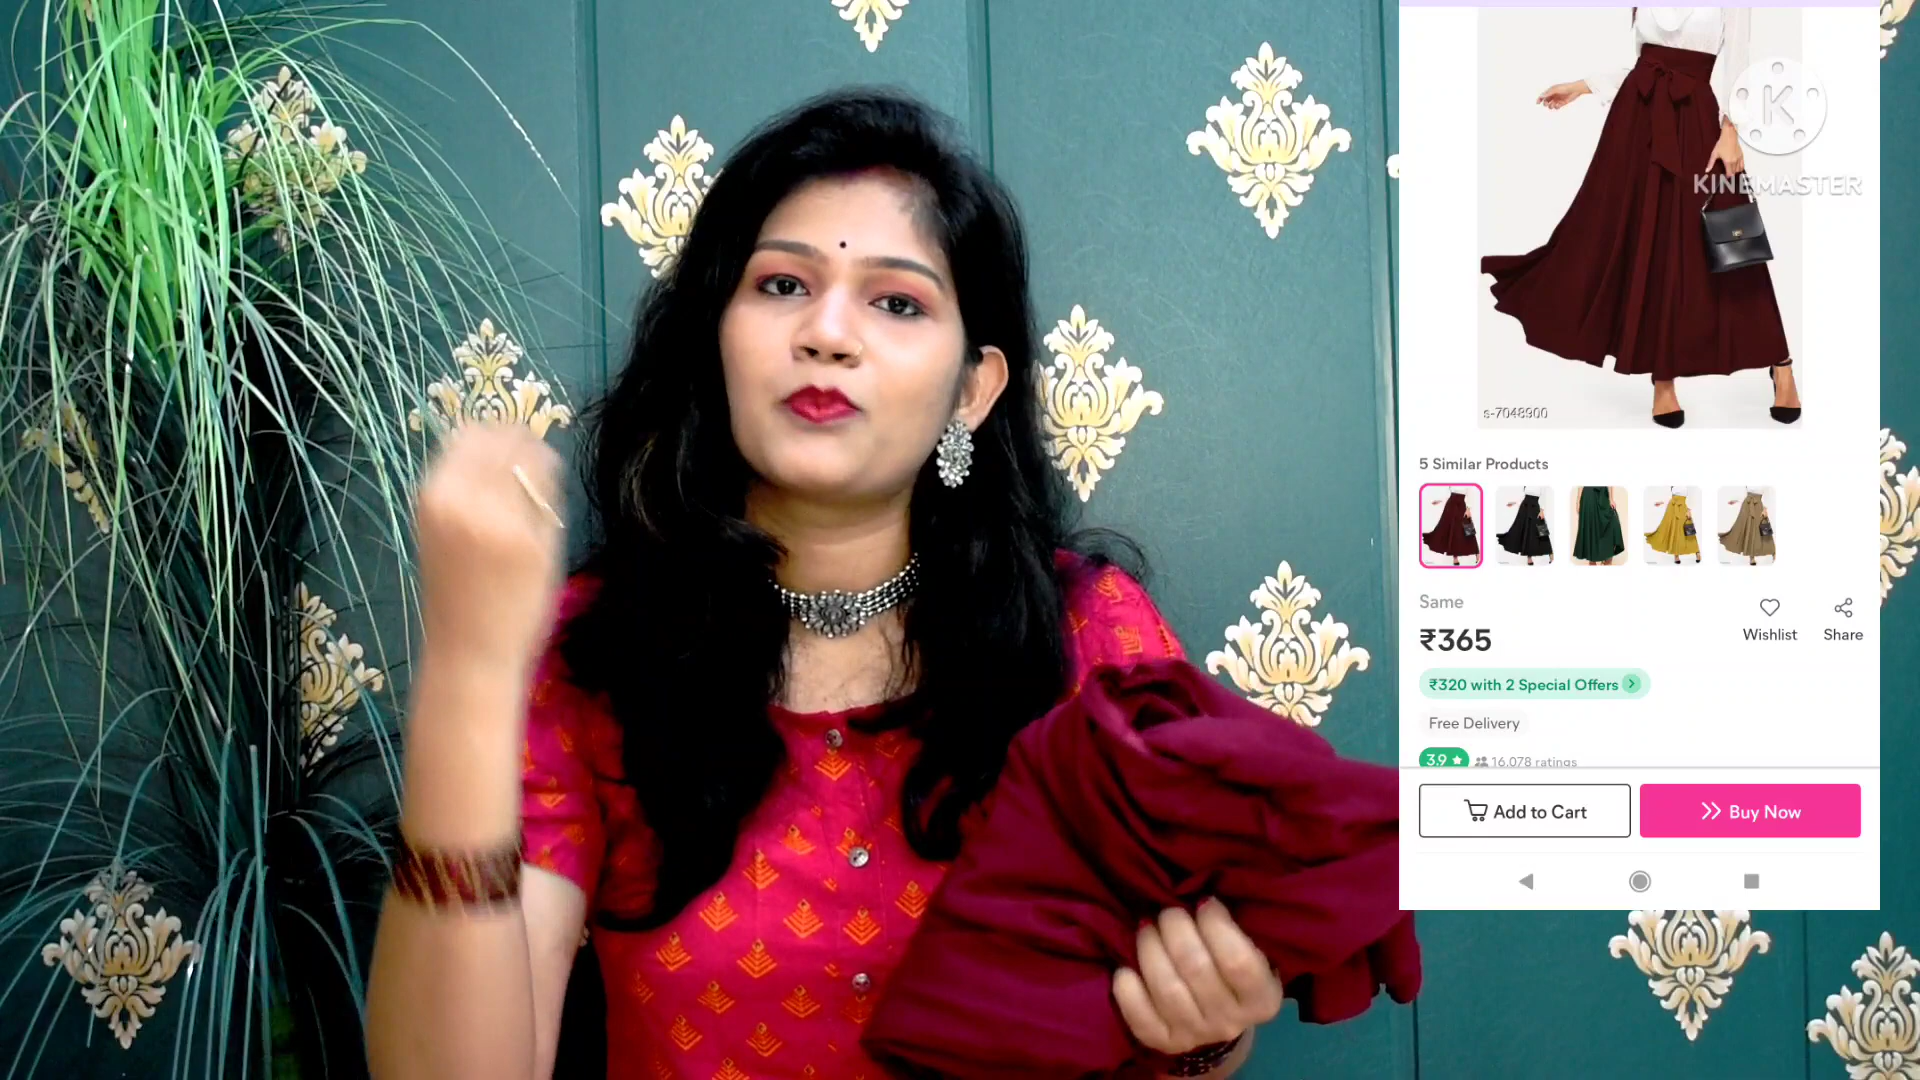 K
KINEMASTER
s-7048900
5 Similar Products
Same
₹365
Wishlist
Share
₹320 with 2 Special Offers
Free Delivery
3.9 ★ 16,078 ratings
Add to Cart
Buy Now